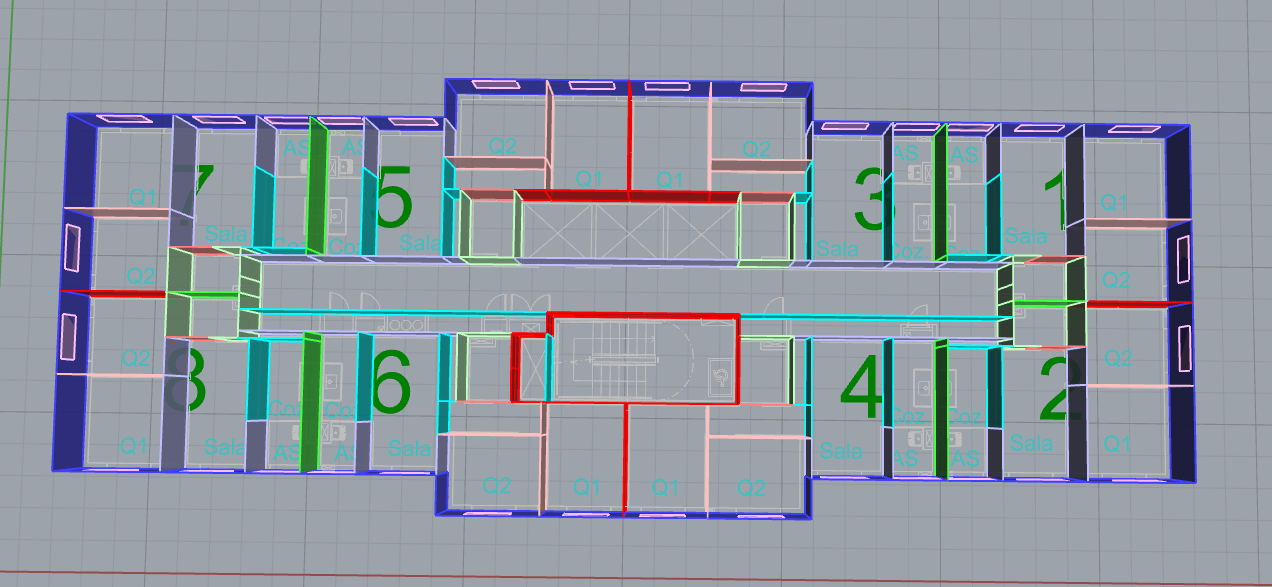 Q2 Q2
AS AS AS AS
Q1 Q1 Q1 Q1
7 5 3 1
Sala Coz Coz Sala Sala Coz Coz Sala
Q2 Q2
Q2 Q2
8 6 4 2
Coz Coz Coz Coz
Q1 Sala AS AS Sala Sala AS AS Sala Q1
Q2 Q1 Q1 Q2